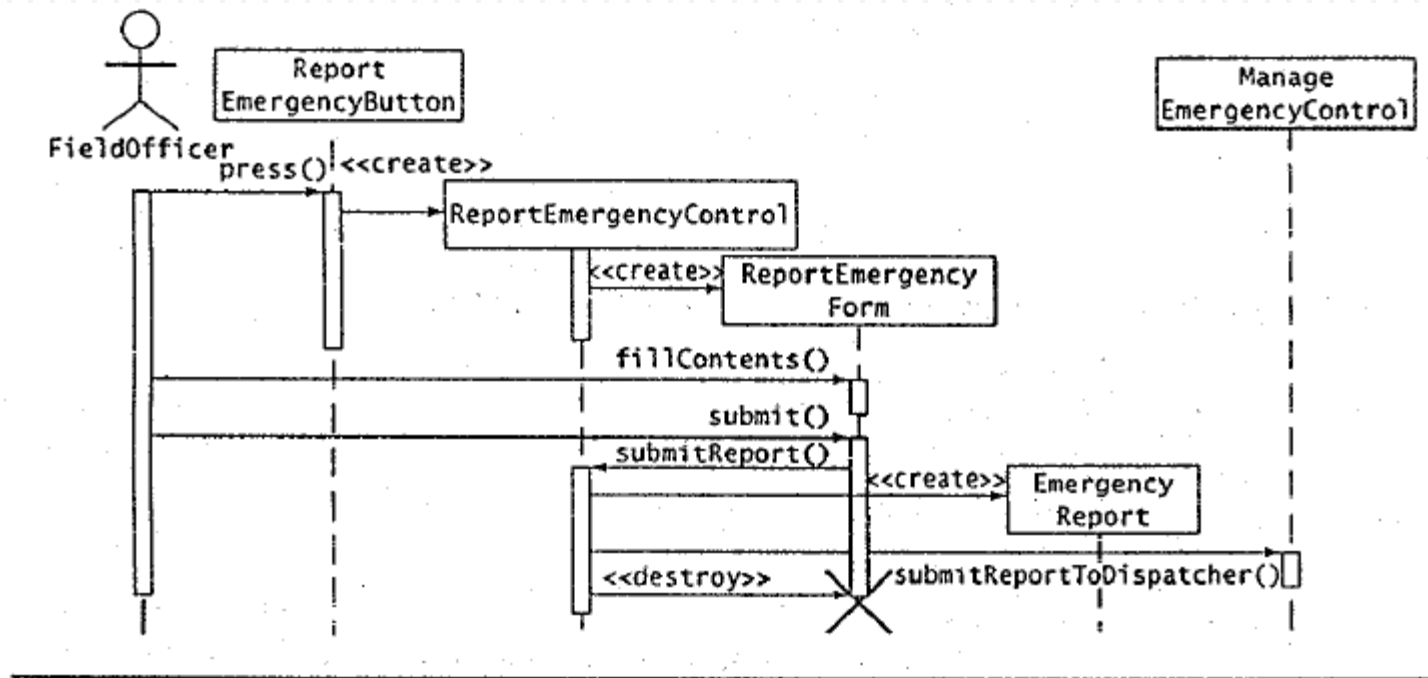 Report
EmergencyButton
Manage
EmergencyControl
FieldOfficer
press()
<<create>>
ReportEmergencyControl
<<create>>
ReportEmergency
Form
fillContents()
submit()
submitReport()
<<create>>
Emergency
Report
<<destroy>>
submitReportToDispatcher()